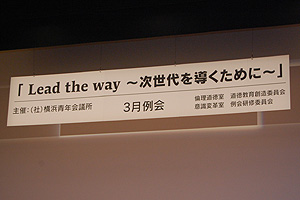 「 Lead the way ～次世代を導くために～」
主催：（社）横浜青年会議所　3月例会
倫理道徳室　道徳教育創造委員会
意識変革室　例会研修委員会